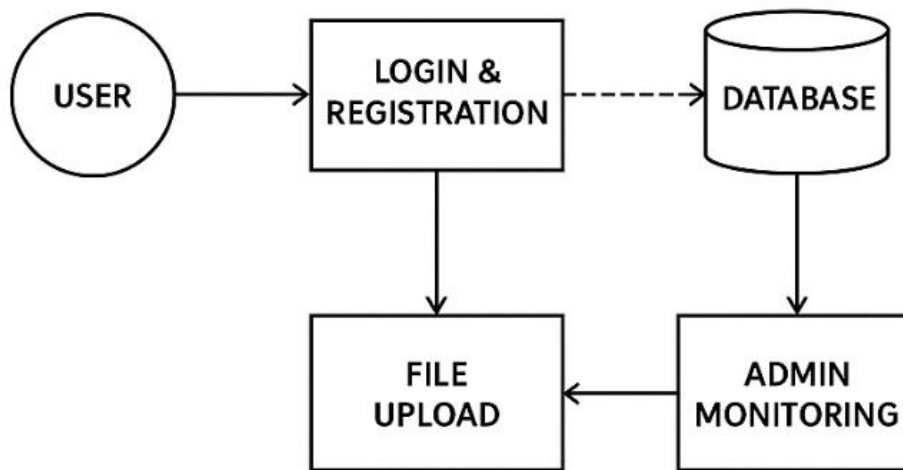 USER
LOGIN &
REGISTRATION
DATABASE
FILE
UPLOAD
ADMIN
MONITORING